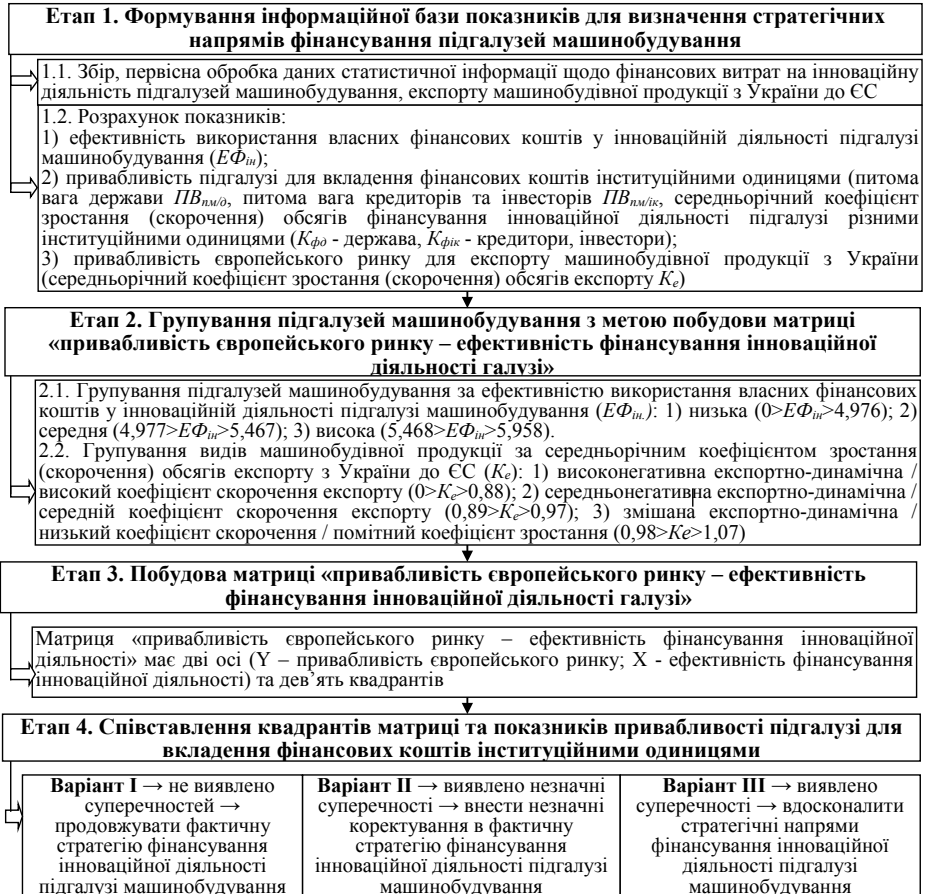 Етап 1. Формування інформаційної бази показників для визначення стратегічних
напрямів фінансування підгалузей машинобудування
1.1. Збір, первісна обробка даних статистичної інформації щодо фінансових витрат на інноваційну
діяльність підгалузей машинобудування, експорту машинобудівної продукції з України до ЄС
1.2. Розрахунок показників:
1) ефективність використання власних фінансових коштів у інноваційній діяльності підгалузі
машинобудування (ЕФін);
2) привабливість підгалузі для вкладення фінансових коштів інституційними одиницями (питома
вага держави ПВпм/д, питома вага кредиторів та інвесторів ПВпм/ік, середньорічний коефіцієнт
зростання (скорочення) обсягів фінансування інноваційної діяльності підгалузі різними
інституційними одиницями (Кфд - держава, Кфік - кредитори, інвестори);
3) привабливість європейського ринку для експорту машинобудівної продукції з України
(середньорічний коефіцієнт зростання (скорочення) обсягів експорту Ке)
Етап 2. Групування підгалузей машинобудування з метою побудови матриці
«привабливість європейського ринку – ефективність фінансування інноваційної
діяльності галузі»
2.1. Групування підгалузей машинобудування за ефективністю використання власних фінансових
коштів у інноваційній діяльності підгалузі машинобудування (ЕФін.): 1) низька (0>ЕФін>4,976); 2)
середня (4,977>ЕФін>5,467); 3) висока (5,468>ЕФін>5,958).
2.2. Групування видів машинобудівної продукції за середньорічним коефіцієнтом зростання
(скорочення) обсягів експорту з України до ЄС (Ке): 1) високонегативна експортно-динамічна /
високий коефіцієнт скорочення експорту (0>Ке>0,88); 2) середньонегативна експортно-динамічна /
середній коефіцієнт скорочення експорту (0,89>Ке>0,97); 3) змішана експортно-динамічна /
низький коефіцієнт скорочення / помітний коефіцієнт зростання (0,98>Ке>1,07)
Етап 3. Побудова матриці «привабливість європейського ринку – ефективність
фінансування інноваційної діяльності галузі»
Матриця «привабливість європейського ринку – ефективність фінансування інноваційної
діяльності» має дві осі (Y – привабливість європейського ринку; X - ефективність фінансування
інноваційної діяльності) та дев’ять квадрантів
Етап 4. Співставлення квадрантів матриці та показників привабливості підгалузі для
вкладення фінансових коштів інституційними одиницями
Варіант I → не виявлено
суперечностей →
продовжувати фактичну
стратегію фінансування
інноваційної діяльності
підгалузі машинобудування
Варіант II → виявлено незначні
суперечності → внести незначні
коректування в фактичну
стратегію фінансування
інноваційної діяльності підгалузі
машинобудування
Варіант III → виявлено
суперечності → вдосконалити
стратегічні напрями
фінансування інноваційної
діяльності підгалузі
машинобудування